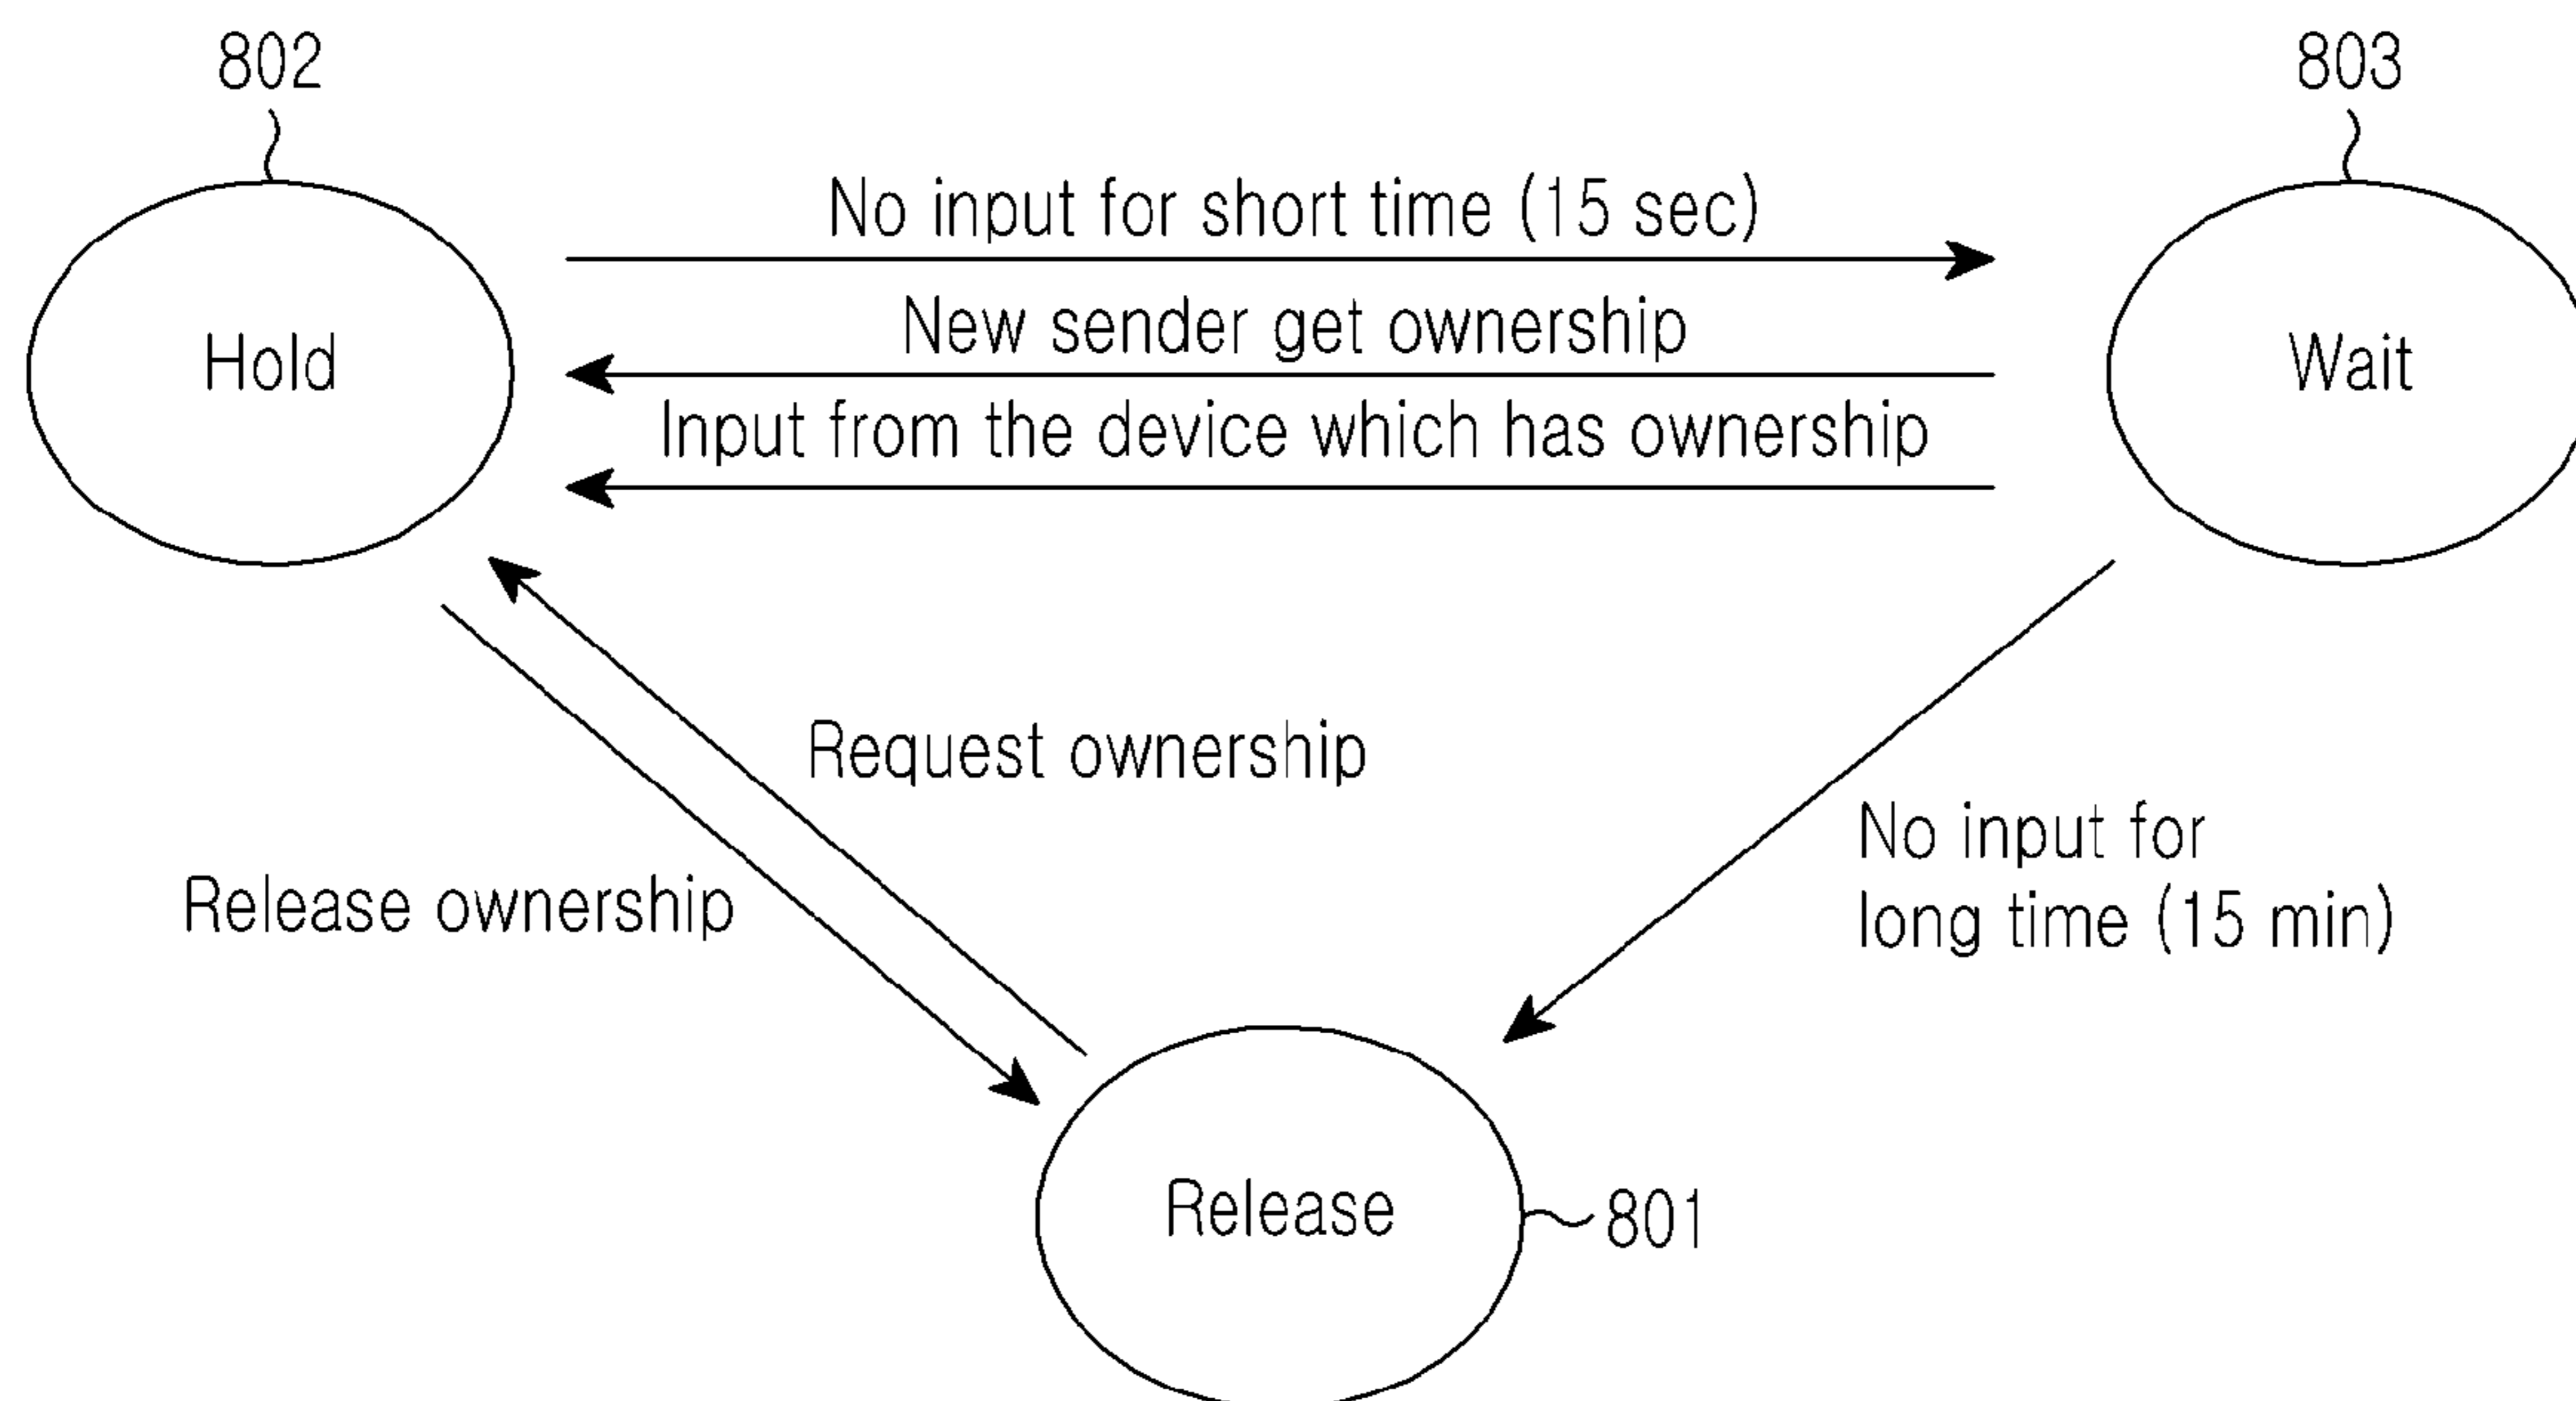 802
803
No input for short time (15 sec)
New sender get ownership
Hold
Wait
Input from the device which has ownership
Request ownership
No input for
long time (15 min)
Release ownership
Release
801